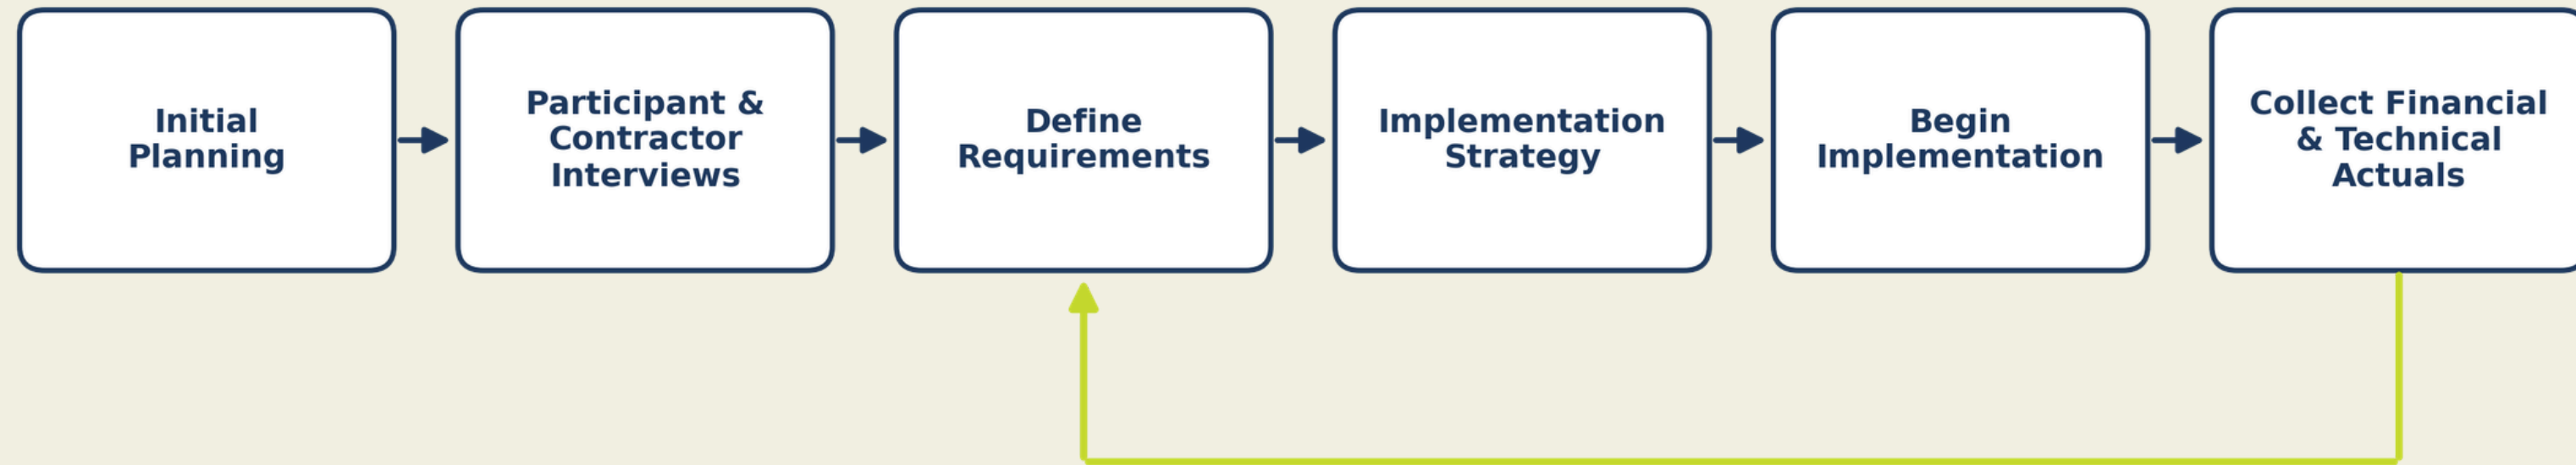 Initial
Planning
Participant &
Contractor
Interviews
Define
Requirements
Implementation
Strategy
Begin
Implementation
Collect Financial
& Technical
Actuals